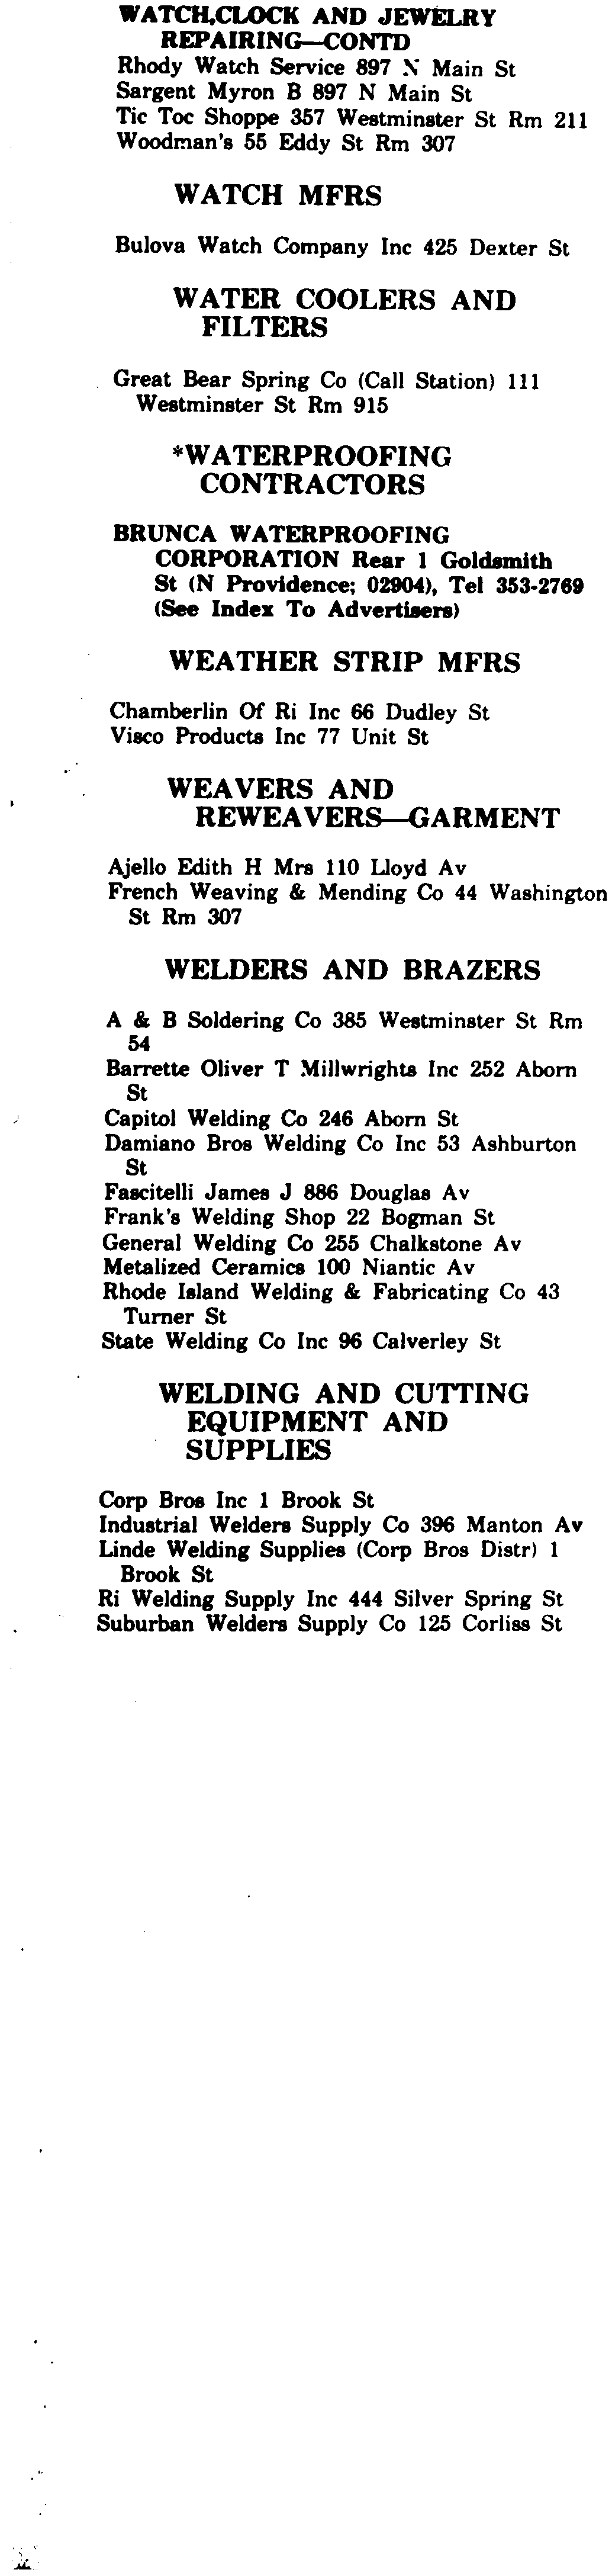 WATCH,CLOCK AND JEWELRY
REPAIRING—CONTD
Rhody Watch Service 897 N Main St
Sargent Myron B 897 N Main St
Tic Toc Shoppe 357 Westminster St Rm 211
Woodman's 55 Eddy St Rm 307
WATCH MFRS
Bulova Watch Company Inc 425 Dexter St
WATER COOLERS AND
FILTERS
Great Bear Spring Co (Call Station) 111
Westminster St Rm 915
*WATERPROOFING
CONTRACTORS
BRUNCA WATERPROOFING
CORPORATION Rear 1 Goldsmith
St (N Providence; 02904), Tel 353-2769
(See Index To Advertisers)
WEATHER STRIP MFRS
Chamberlin Of Ri Inc 66 Dudley St
Visco Products Inc 77 Unit St
WEAVERS AND
REWEAVERS—GARMENT
Ajello Edith H Mrs 110 Lloyd Av
French Weaving & Mending Co 44 Washington
St Rm 307
WELDERS AND BRAZERS
A & B Soldering Co 385 Westminster St Rm
54
Barrette Oliver T Millwrights Inc 252 Aborn
St
Capitol Welding Co 246 Aborn St
Damiano Bros Welding Co Inc 53 Ashburton
St
Fascitelli James J 886 Douglas Av
Frank's Welding Shop 22 Bogman St
General Welding Co 255 Chalkstone Av
Metalized Ceramics 100 Niantic Av
Rhode Island Welding & Fabricating Co 43
Turner St
State Welding Co Inc 96 Calverley St
WELDING AND CUTTING
EQUIPMENT AND
SUPPLIES
Corp Bros Inc 1 Brook St
Industrial Welders Supply Co 396 Manton Av
Linde Welding Supplies (Corp Bros Distr) 1
Brook St
Ri Welding Supply Inc 444 Silver Spring St
Suburban Welders Supply Co 125 Corliss St